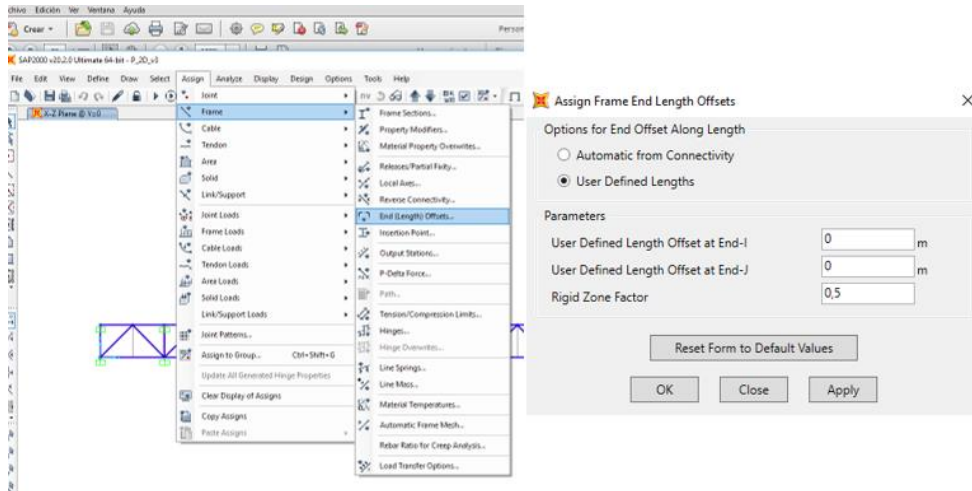 Edición Ver Ventana Ayuda
Crear
SAP2000 v20.2.0 Ultimate 64-bit - P_2D_v3
File Edit View Define Draw Select Assign Analyze Display Design Options Tools Help
X-Z Plane @ Y=0
Joint
Frame
Cable
Tendon
Area
Solid
Link/Support
Joint Loads
Frame Loads
Cable Loads
Tendon Loads
Area Loads
Solid Loads
Link/Support Loads
Joint Patterns...
Assign to Group... Ctrl+Shift+G
Update All Generated Hinge Properties
Clear Display of Assigns
Copy Assigns
Paste Assigns
Frame Sections...
Property Modifiers...
Material Property Overwrites...
Releases/Partial Fixity...
Local Axes...
Reverse Connectivity...
End (Length) Offsets...
Insertion Point...
Output Stations...
P-Delta Force...
Path...
Tension/Compression Limits...
Hinges...
Hinge Overwrites...
Line Springs...
Line Mass...
Material Temperatures...
Automatic Frame Mesh...
Rebar Ratio for Creep Analysis...
Load Transfer Options...
Assign Frame End Length Offsets
Options for End Offset Along Length
Automatic from Connectivity
User Defined Lengths
Parameters
User Defined Length Offset at End-I 0 m
User Defined Length Offset at End-J 0 m
Rigid Zone Factor 0,5
Reset Form to Default Values
OK Close Apply